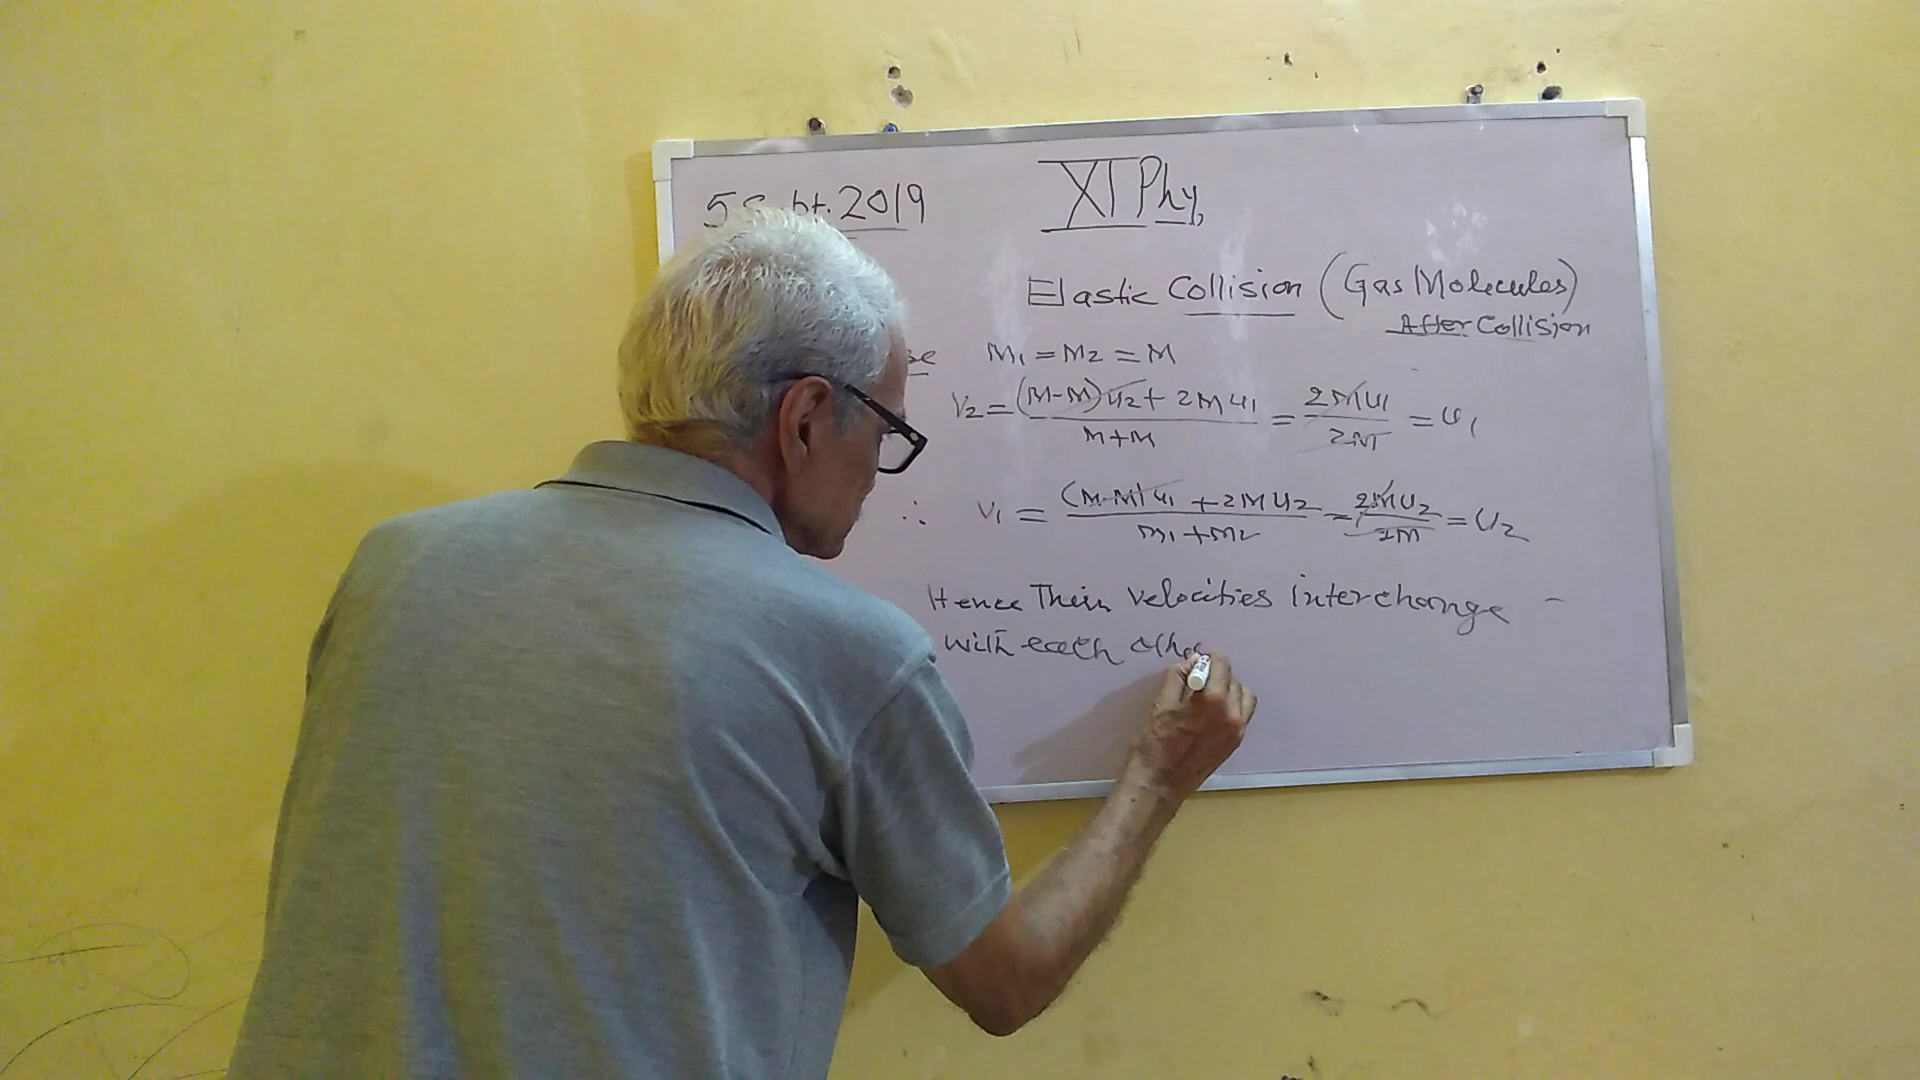 5 Sept. 2019 XI Phy,
Elastic Collision (Gas Molecules)
After Collision
M₁ = M₂ = M
V₂ = (M-M)u₂ + 2Mu₁ / M+M = 2Mu₁ / 2M = u₁
∴ V₁ = (M-M)u₁ + 2Mu₂ / m₁+m₂ = 2Mu₂ / 2M = u₂
Hence Their velocities interchange -
with each othe